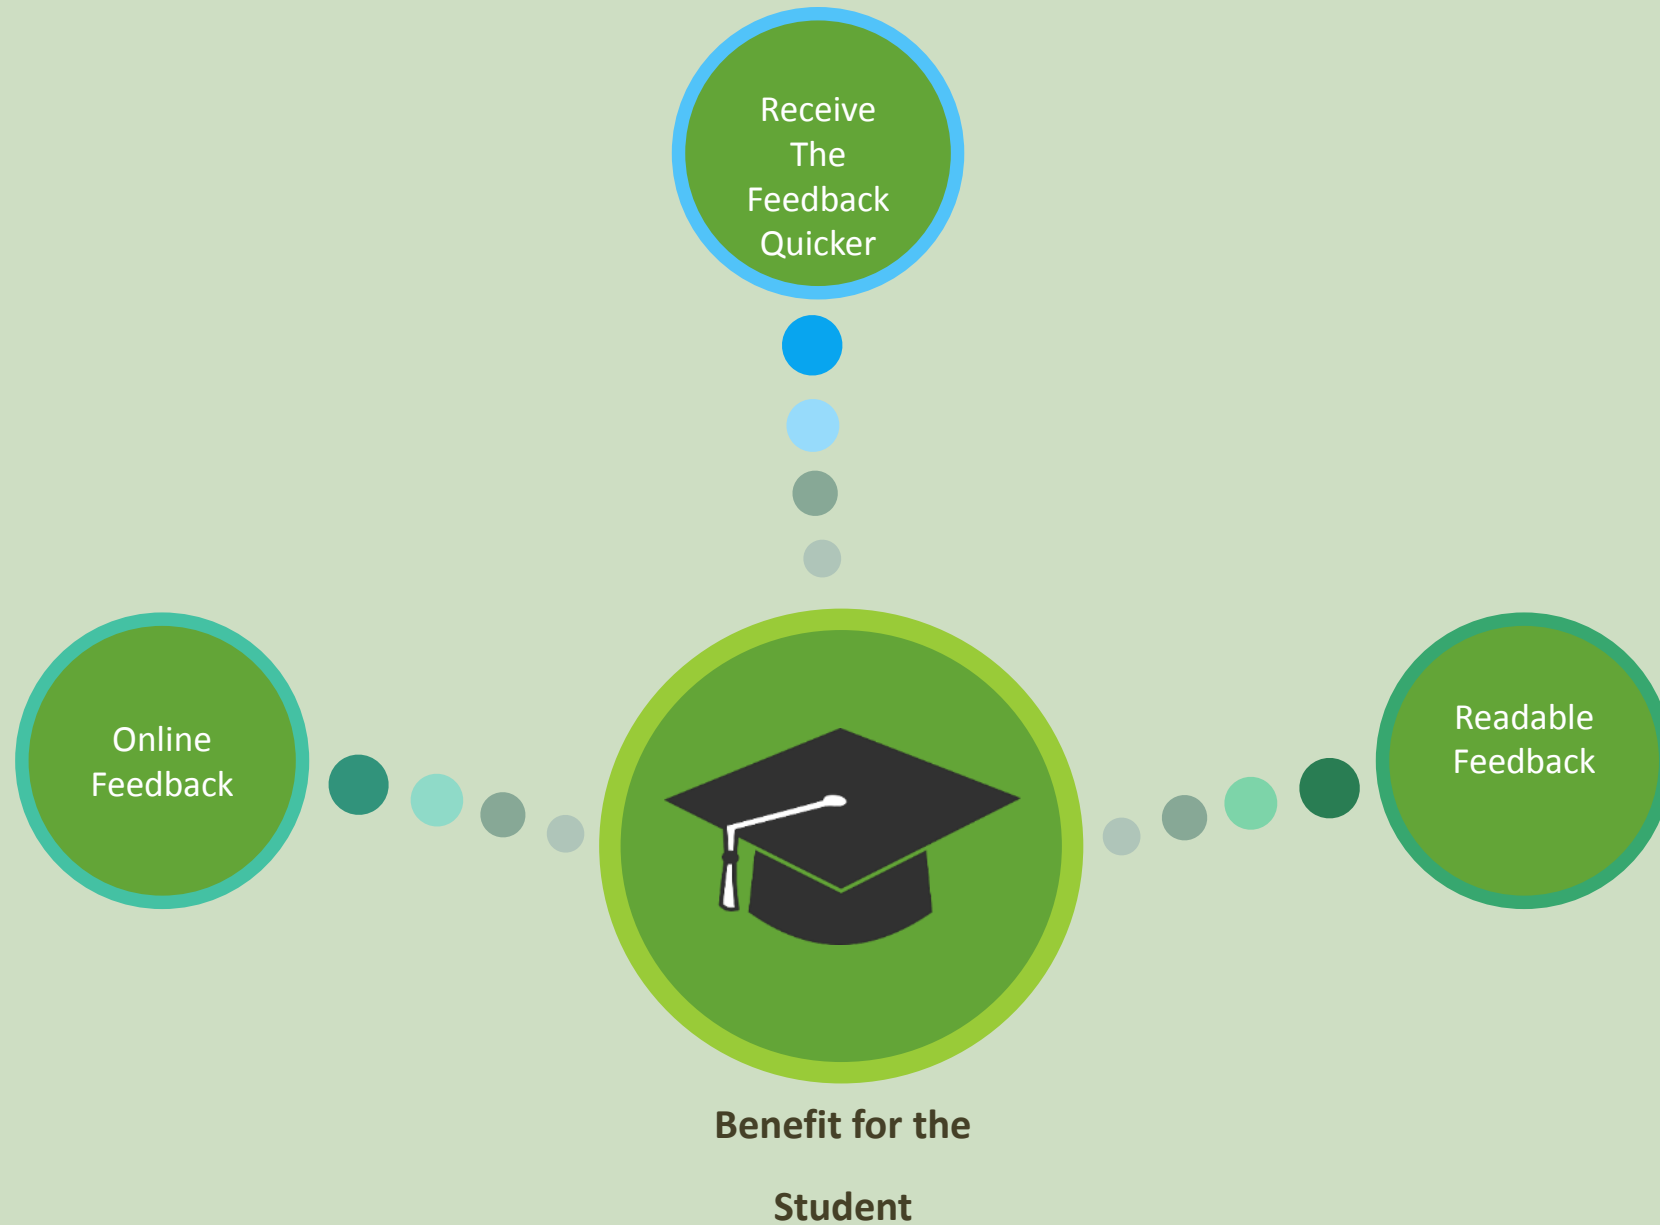 Receive
The
Feedback
Quicker
Online
Feedback
Readable
Feedback
Benefit for the
Student